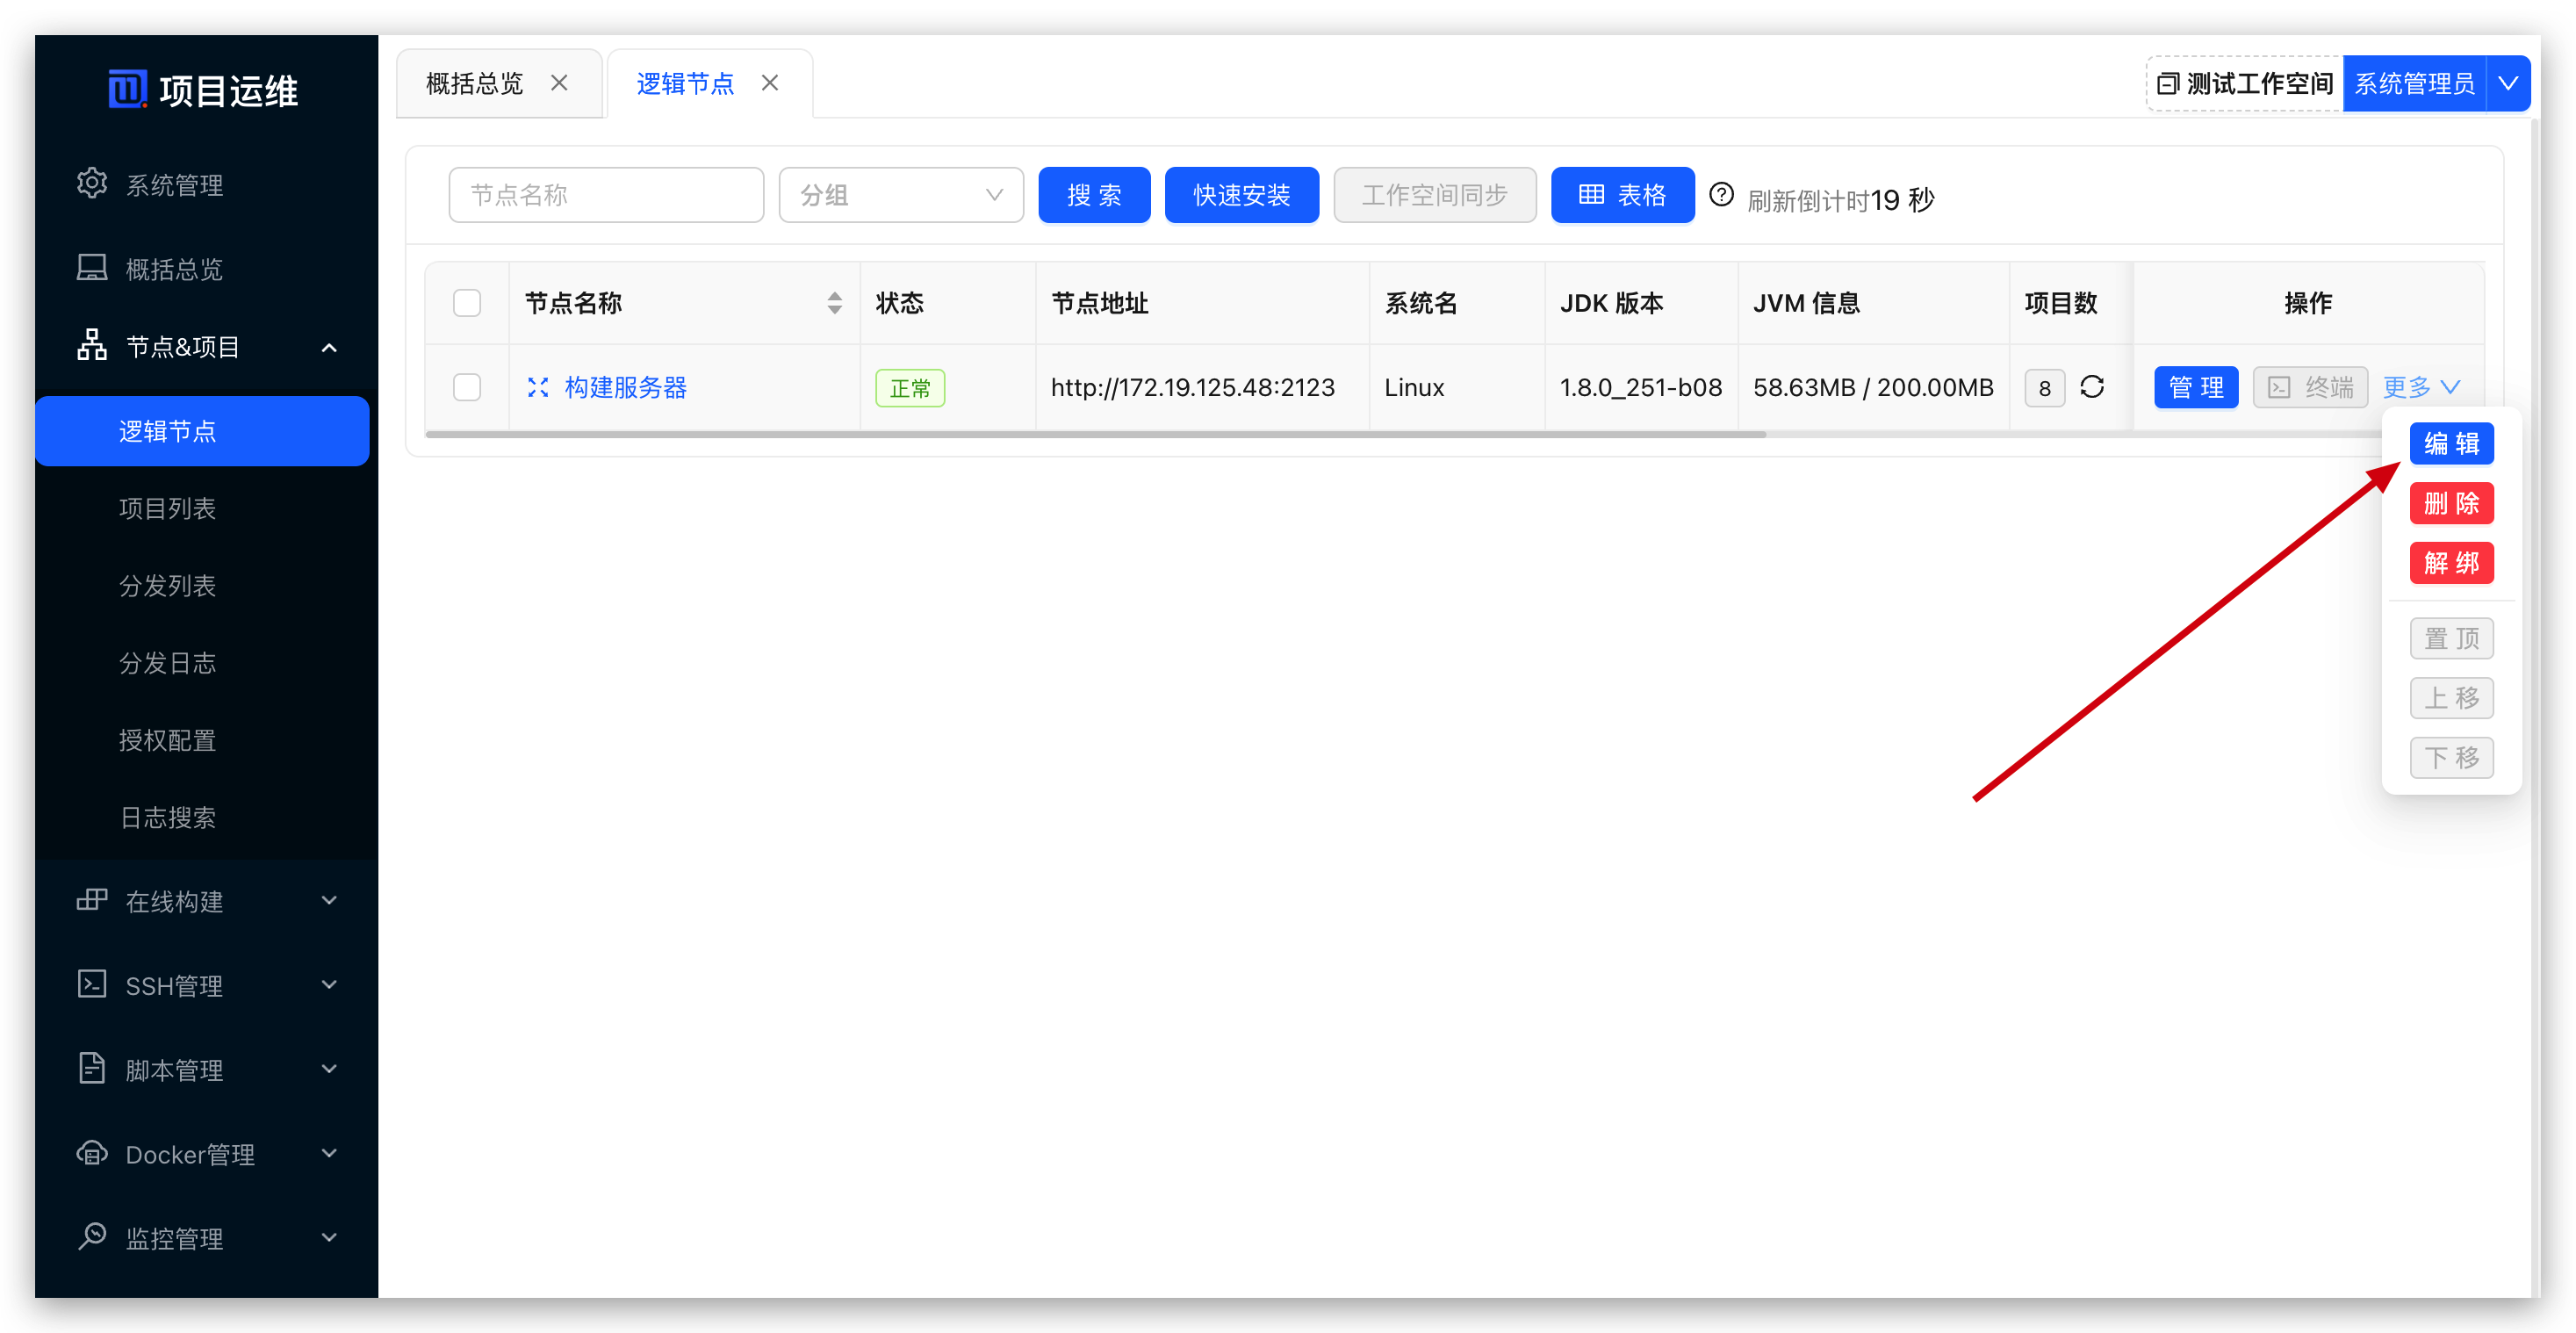 项目运维
系统管理
概括总览
节点&项目
逻辑节点
项目列表
分发列表
分发日志
授权配置
日志搜索
在线构建
SSH管理
脚本管理
Docker管理
监控管理
概括总览 逻辑节点
测试工作空间 系统管理员
节点名称 分组 搜 索 快速安装 工作空间同步 表格 刷新倒计时19 秒
节点名称 状态 节点地址 系统名 JDK 版本 JVM 信息 项目数 操作
构建服务器 正常 http://172.19.125.48:2123 Linux 1.8.0_251-b08 58.63MB / 200.00MB 8 管 理 终端 更多
编 辑
删 除
解 绑
置 顶
上 移
下 移